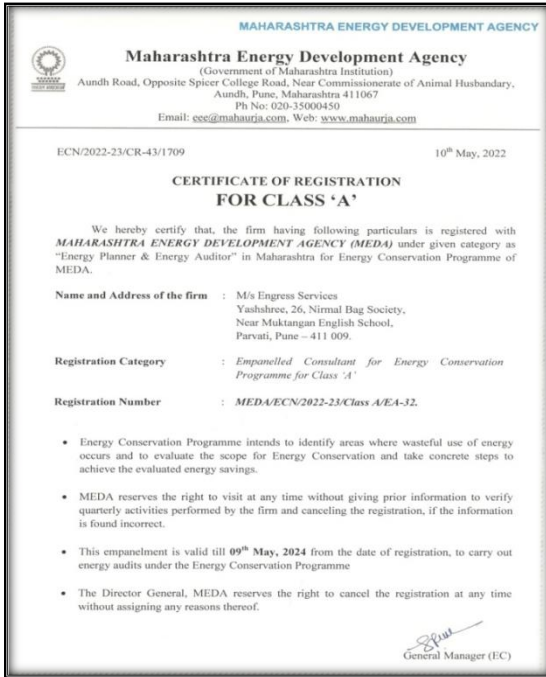 MAHARASHTRA ENERGY DEVELOPMENT AGENCY
Maharashtra Energy Development Agency
(Government of Maharashtra Institution)
Aundh Road, Opposite Spicer College Road, Near Commissionerate of Animal Husbandary,
Aundh, Pune, Maharashtra 411067
Ph No: 020-35000450
Email: eee@mahaurja.com, Web: www.mahaurja.com
ECN/2022-23/CR-43/1709 10th May, 2022
CERTIFICATE OF REGISTRATION
FOR CLASS ‘A’
We hereby certify that, the firm having following particulars is registered with
MAHARASHTRA ENERGY DEVELOPMENT AGENCY (MEDA) under given category as
“Energy Planner & Energy Auditor” in Maharashtra for Energy Conservation Programme of
MEDA.
Name and Address of the firm : M/s Engress Services
Yashshree, 26, Nirmal Bag Society,
Near Muktangan English School,
Parvati, Pune – 411 009.
Registration Category : Empanelled Consultant for Energy Conservation
Programme for Class ‘A’
Registration Number : MEDA/ECN/2022-23/Class A/EA-32.
• Energy Conservation Programme intends to identify areas where wasteful use of energy
occurs and to evaluate the scope for Energy Conservation and take concrete steps to
achieve the evaluated energy savings.
• MEDA reserves the right to visit at any time without giving prior information to verify
quarterly activities performed by the firm and canceling the registration, if the information
is found incorrect.
• This empanelment is valid till 09th May, 2024 from the date of registration, to carry out
energy audits under the Energy Conservation Programme
• The Director General, MEDA reserves the right to cancel the registration at any time
without assigning any reasons thereof.
General Manager (EC)